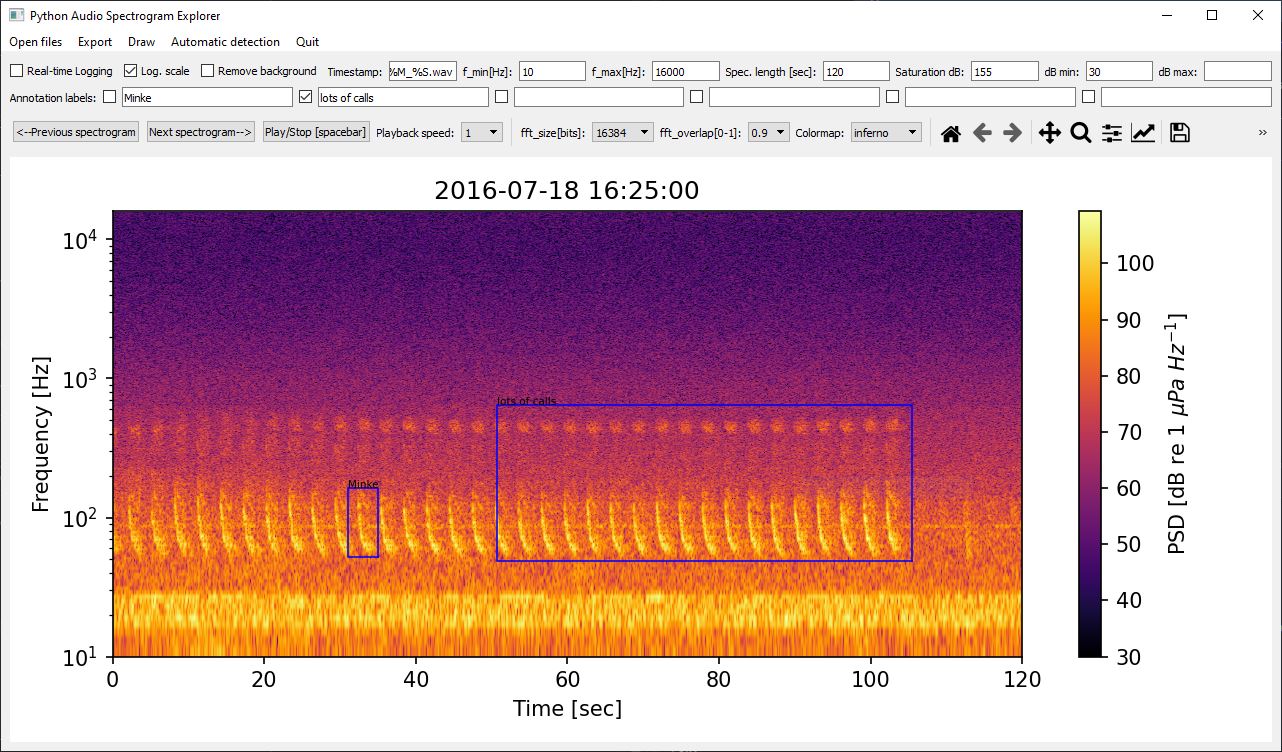 Python Audio Spectrogram Explorer
Open files Export Draw Automatic detection Quit
Real-time Logging Log. scale Remove background Timestamp: %M_%S.wav f_min[Hz]: 10 f_max[Hz]: 16000 Spec. length [sec]: 120 Saturation dB: 155 dB min: 30 dB max:
Annotation labels: Minke lots of calls
<--Previous spectrogram Next spectrogram--> Play/Stop [spacebar] Playback speed: 1 fft_size[bits]: 16384 fft_overlap[0-1]: 0.9 Colormap: inferno »
2016-07-18 16:25:00
10⁴
10³
10²
10¹
Frequency [Hz]
lots of calls
Minke
0 20 40 60 80 100 120
Time [sec]
100
90
80
70
60
50
40
30
PSD [dB re 1 μPa Hz⁻¹]